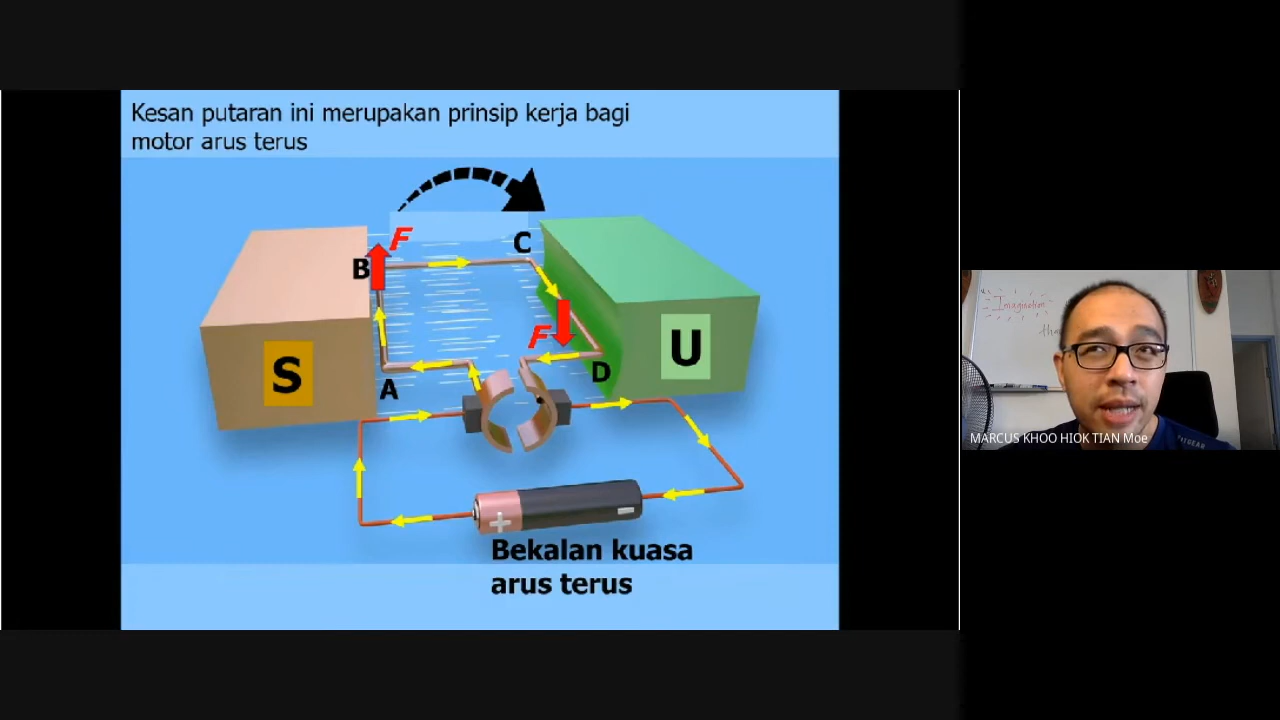 Kesan putaran ini merupakan prinsip kerja bagi
motor arus terus
F
B
C
F
S
U
A
D
+
Bekalan kuasa
arus terus
Imagination
MARCUS KHOO HIOK TIAN Moe